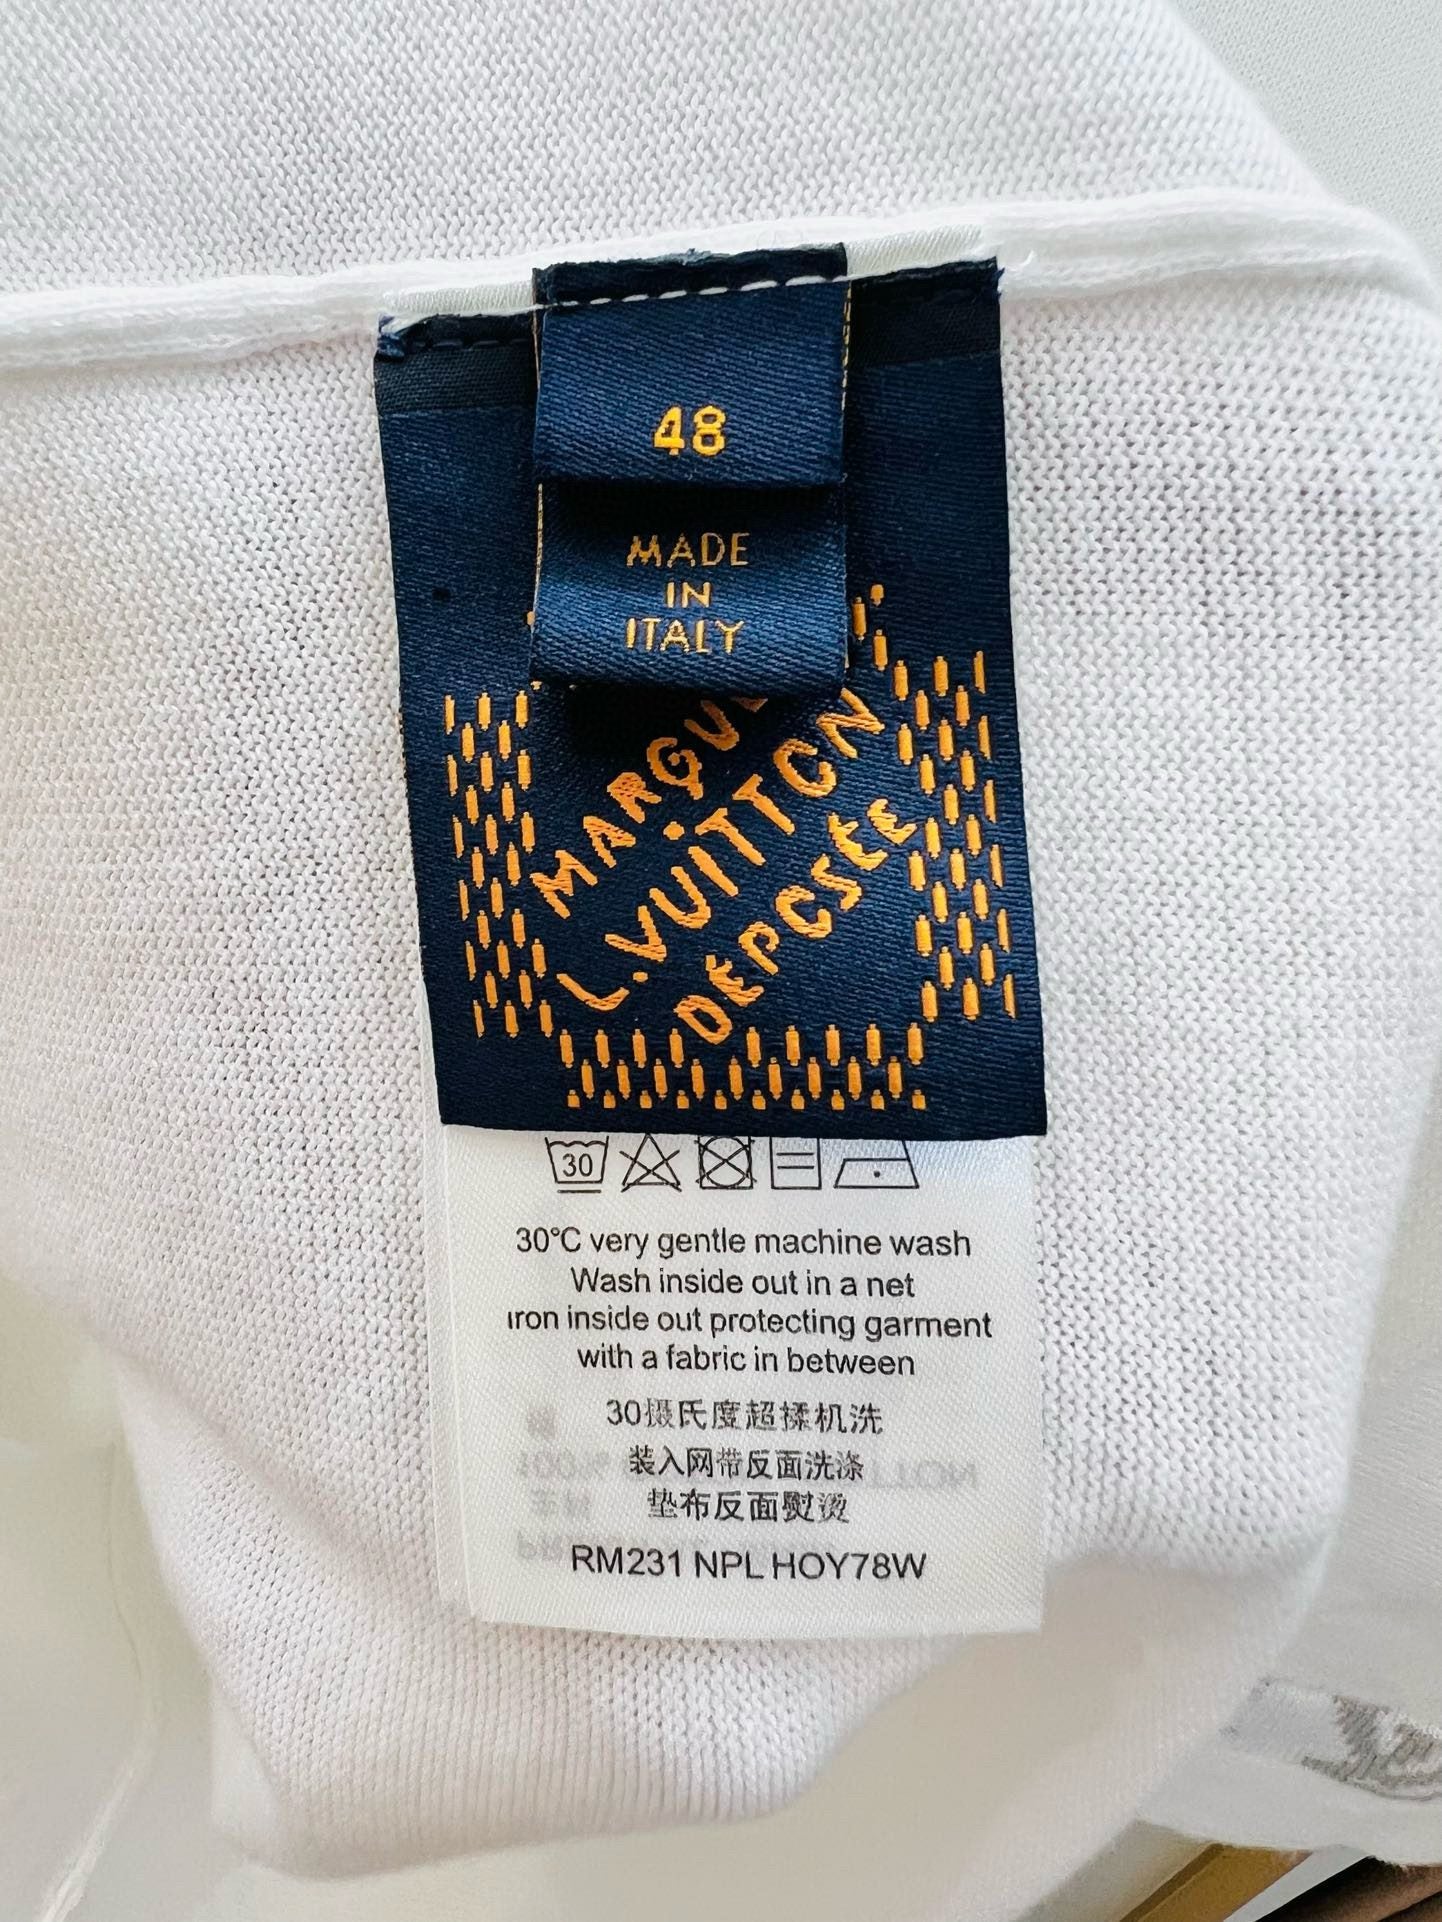 48
MADE
IN
ITALY
MARQUE
L.VUITTON
DEPOSEE
30
30°C very gentle machine wash
Wash inside out in a net
iron inside out protecting garment
with a fabric in between
30摄氏度超揉机洗
装入网带反面洗涤
垫布反面熨烫
RM231 NPL HOY78W